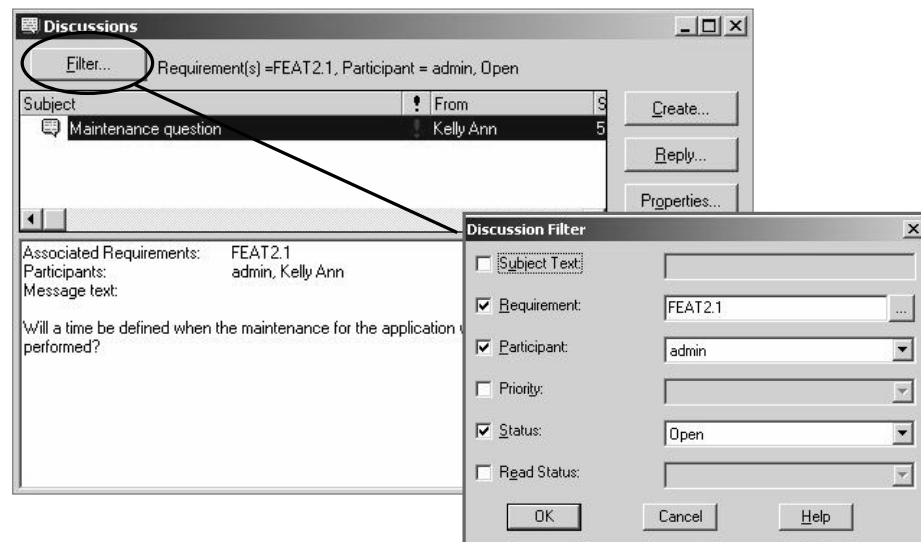 Discussions
Filter... Requirement(s) =FEAT2.1, Participant = admin, Open
Subject ! From S
Maintenance question ! Kelly Ann 5
Create...
Reply...
Properties...
Associated Requirements: FEAT2.1
Participants: admin, Kelly Ann
Message text:
Will a time be defined when the maintenance for the application
performed?
Discussion Filter
Subject Text:
Requirement: FEAT2.1 ...
Participant: admin
Priority:
Status: Open
Read Status:
OK Cancel Help